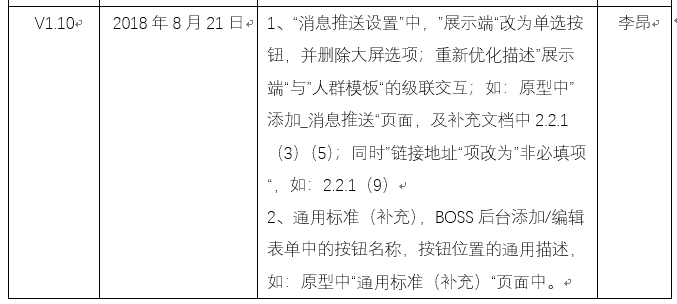 V1.10 2018 年 8 月 21 日 1、“消息推送设置”中，”展示端“改为单选按 李昂
钮，并删除大屏选项；重新优化描述”展示
端“与”人群模板“的级联交互；如：原型中”
添加_消息推送“页面，及补充文档中 2.2.1
（3）（5）；同时”链接地址“项改为”非必填项
“，如：2.2.1（9）
2、通用标准（补充），BOSS 后台添加/编辑
表单中的按钮名称，按钮位置的通用描述，
如：原型中“通用标准（补充）“页面中。